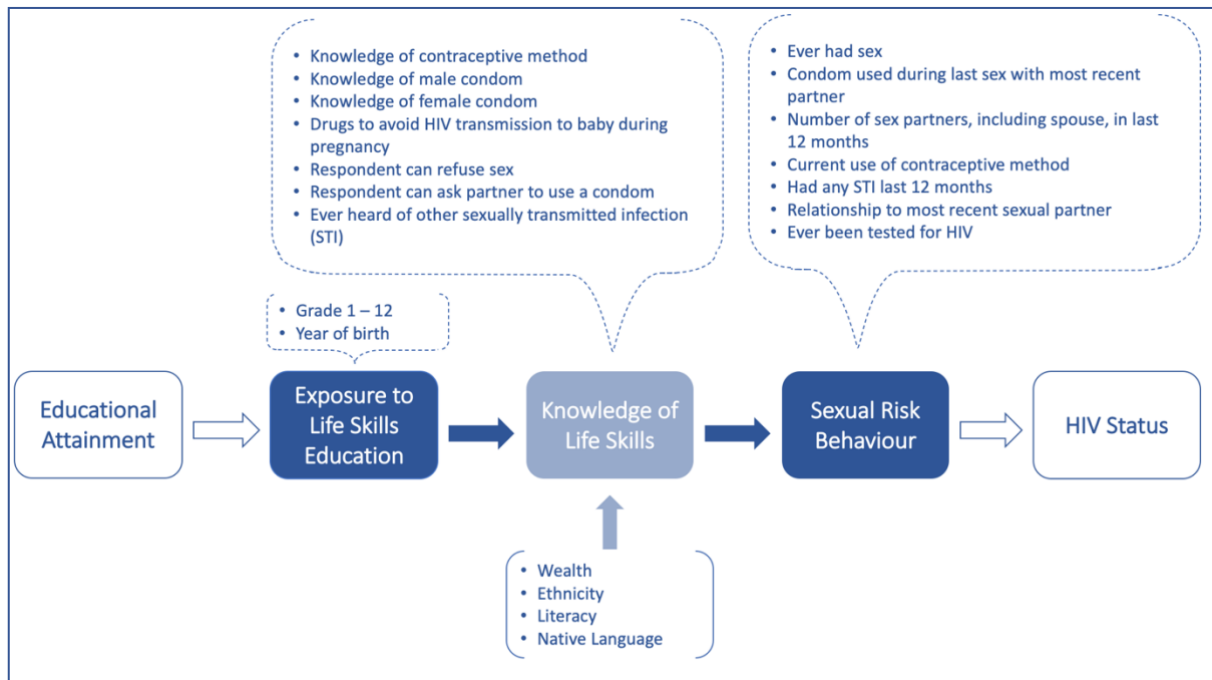 • Knowledge of contraceptive method
• Knowledge of male condom
• Knowledge of female condom
• Drugs to avoid HIV transmission to baby during
pregnancy
• Respondent can refuse sex
• Respondent can ask partner to use a condom
• Ever heard of other sexually transmitted infection
(STI)
• Ever had sex
• Condom used during last sex with most recent
partner
• Number of sex partners, including spouse, in last
12 months
• Current use of contraceptive method
• Had any STI last 12 months
• Relationship to most recent sexual partner
• Ever been tested for HIV
• Grade 1 – 12
• Year of birth
Educational
Attainment
Exposure to
Life Skills
Education
Knowledge of
Life Skills
Sexual Risk
Behaviour
HIV Status
• Wealth
• Ethnicity
• Literacy
• Native Language